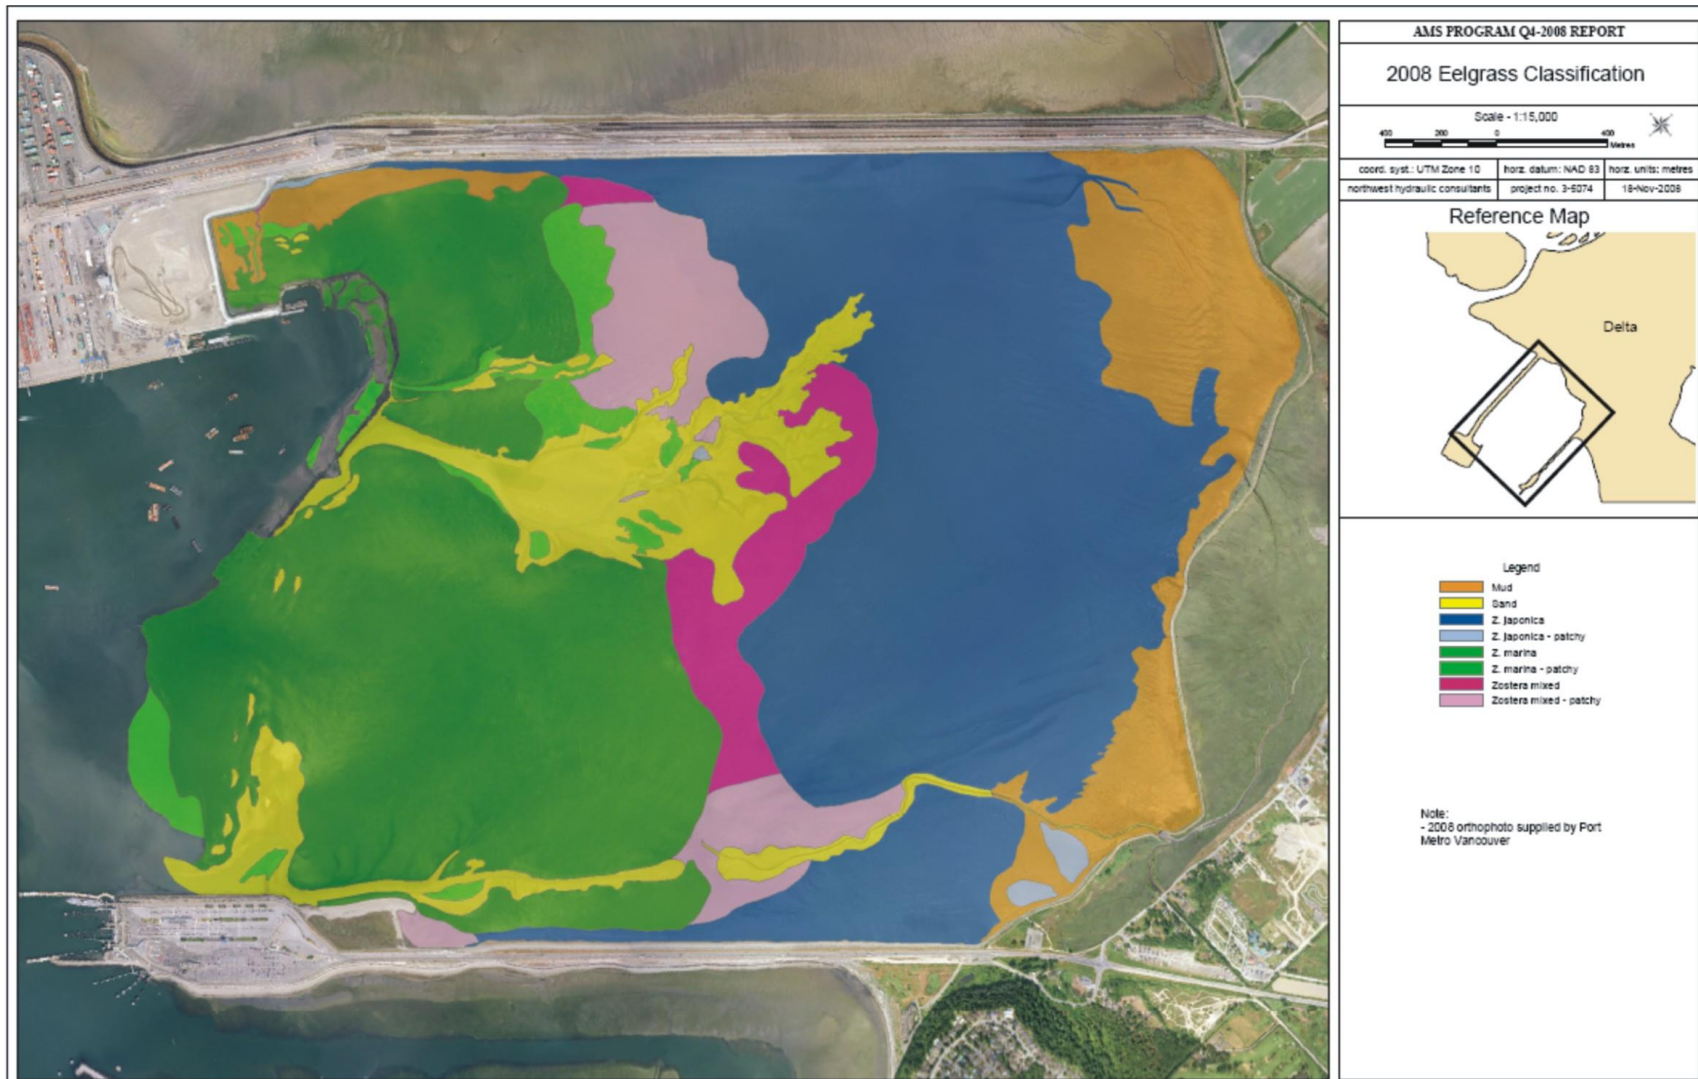 AMS PROGRAM Q4-2008 REPORT
2008 Eelgrass Classification
Scale - 1:15,000
400 200 0 400
Metres
coord. syst.: UTM Zone 10 horz. datum: NAD 83 horz. units: metres
northwest hydraulic consultants project no. 3-5074 18-Nov-2008
Reference Map
Delta
Legend
Mud
Sand
Z. japonica
Z. japonica - patchy
Z. marina
Z. marina - patchy
Zostera mixed
Zostera mixed - patchy
Note:
- 2008 orthophoto supplied by Port
Metro Vancouver